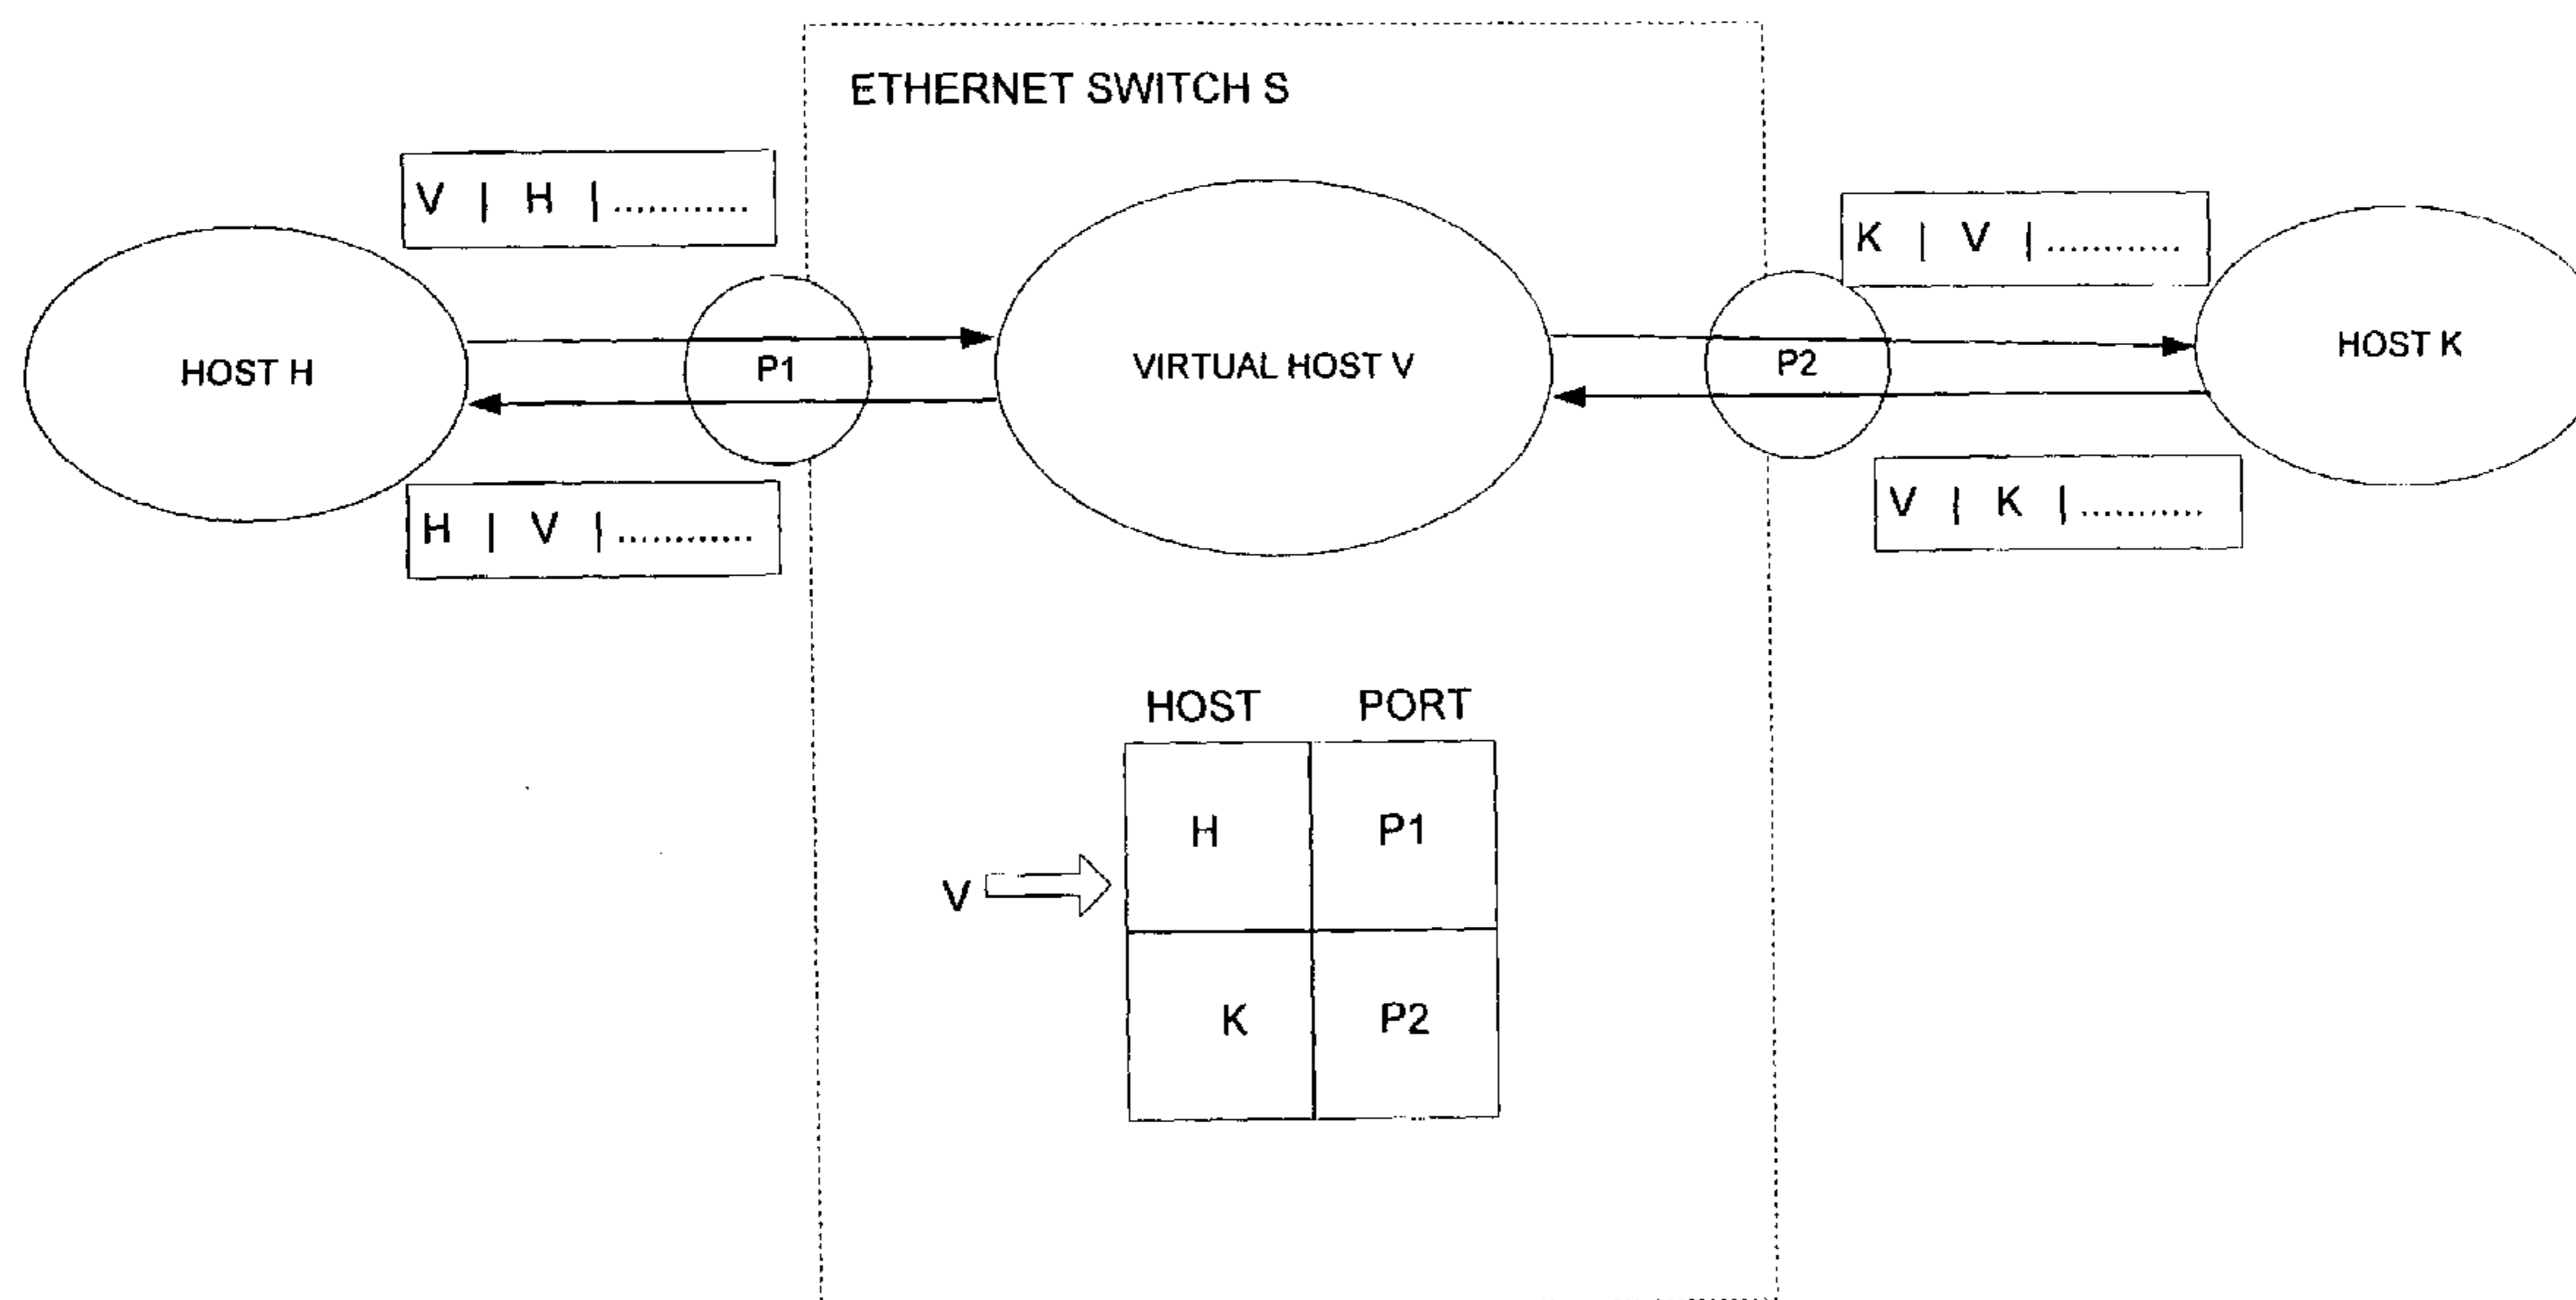 ETHERNET SWITCH S
V | H | ............
K | V | ............
HOST H
P1
VIRTUAL HOST V
P2
HOST K
H | V | ............
V | K | ...........
HOST PORT
H P1
V
K P2